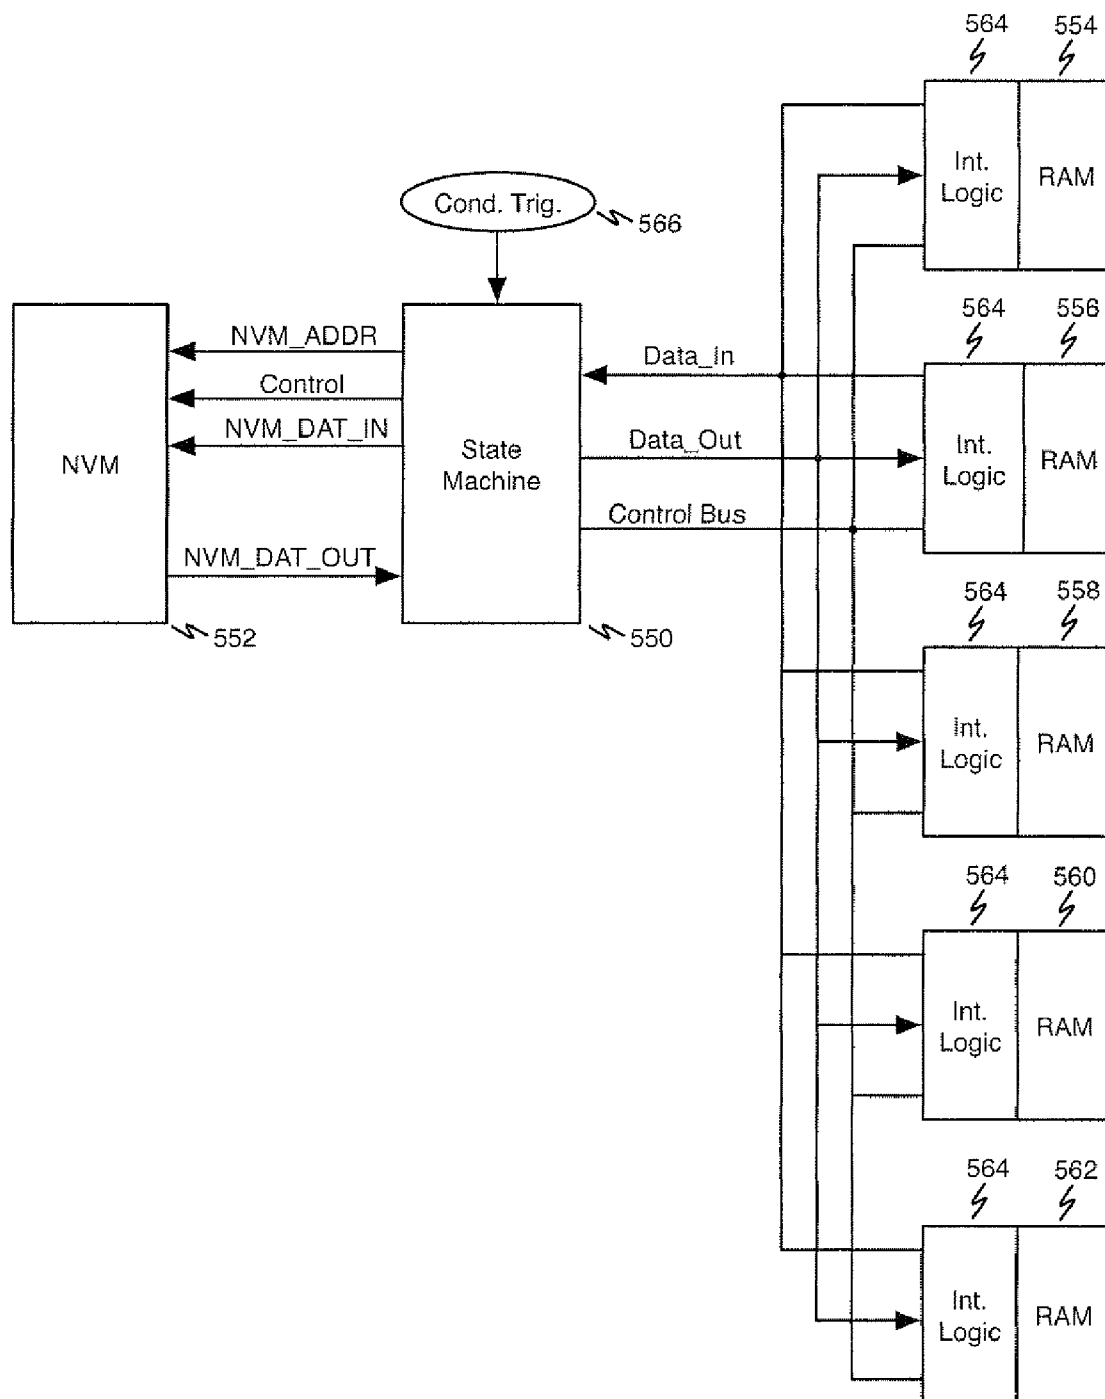 564 554
Int.
Logic
RAM
Cond. Trig.
566
NVM_ADDR
Control
NVM_DAT_IN
NVM
NVM_DAT_OUT
552
State
Machine
550
Data_In
Data_Out
Control Bus
564 556
Int.
Logic
RAM
564 558
Int.
Logic
RAM
564 560
Int.
Logic
RAM
564 562
Int.
Logic
RAM